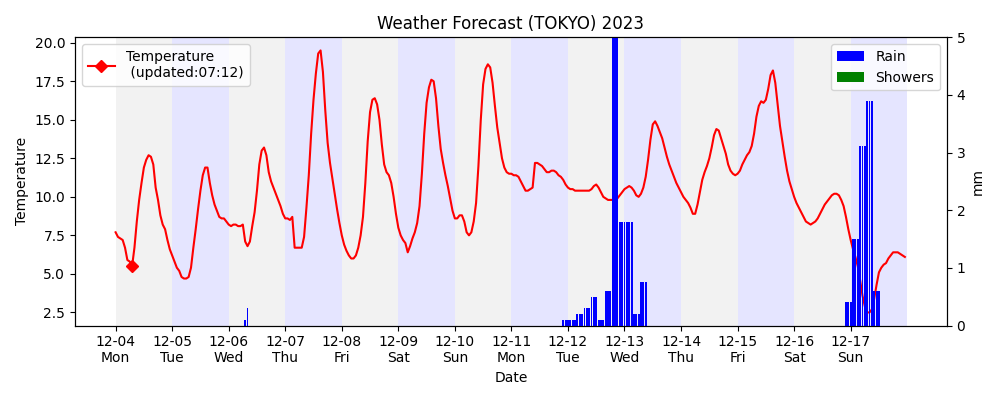 Weather Forecast (TOKYO) 2023
Temperature
(updated:07:12)
Rain
Showers
Temperature
20.0
17.5
15.0
12.5
10.0
7.5
5.0
2.5
5
4
3
2
1
0
mm
12-04 12-05 12-06 12-07 12-08 12-09 12-10 12-11 12-12 12-13 12-14 12-15 12-16 12-17
Mon Tue Wed Thu Fri Sat Sun Mon Tue Wed Thu Fri Sat Sun
Date